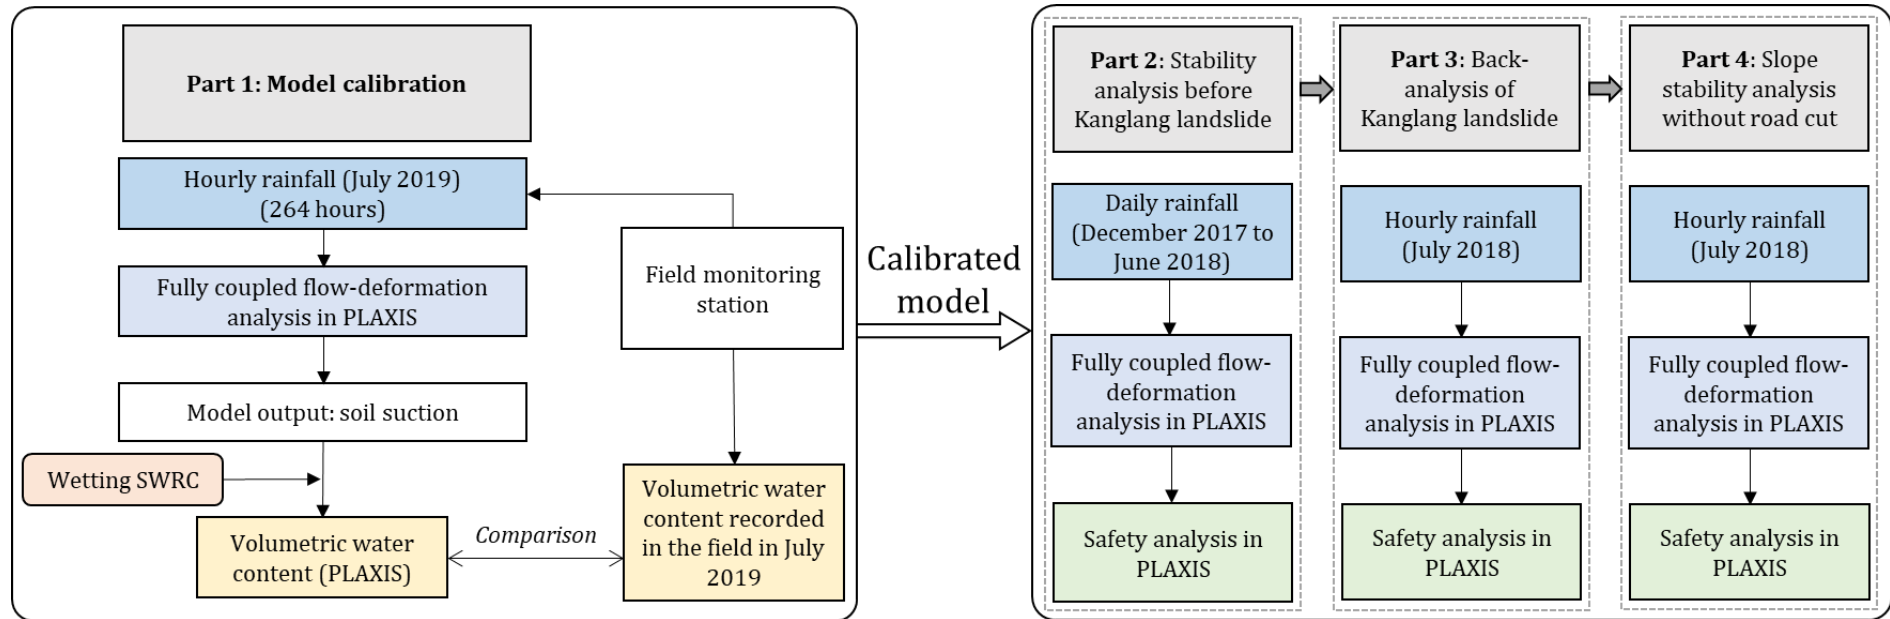 Part 1: Model calibration
Hourly rainfall (July 2019)
(264 hours)
Fully coupled flow-deformation
analysis in PLAXIS
Model output: soil suction
Wetting SWRC
Volumetric water
content (PLAXIS)
Comparison
Field monitoring
station
Volumetric water
content recorded
in the field in July
2019
Calibrated
model
Part 2: Stability
analysis before
Kanglang landslide
Daily rainfall
(December 2017 to
June 2018)
Fully coupled flow-
deformation
analysis in PLAXIS
Safety analysis in
PLAXIS
Part 3: Back-
analysis of
Kanglang landslide
Hourly rainfall
(July 2018)
Fully coupled flow-
deformation
analysis in PLAXIS
Safety analysis in
PLAXIS
Part 4: Slope
stability analysis
without road cut
Hourly rainfall
(July 2018)
Fully coupled flow-
deformation
analysis in PLAXIS
Safety analysis in
PLAXIS